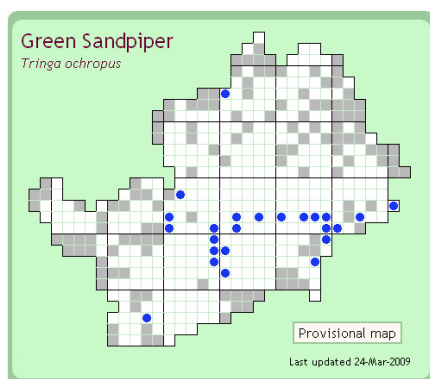 Green Sandpiper
Tringa ochropus
Provisional map
Last updated 24-Mar-2009